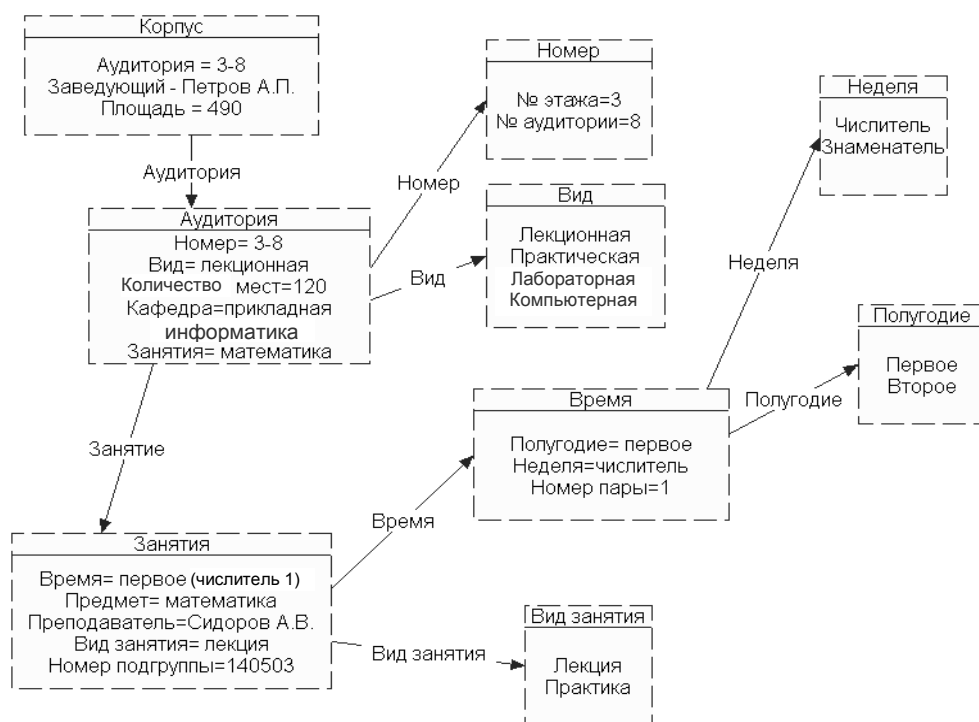 Корпус
Аудитория = 3-8
Заведующий - Петров А.П.
Площадь = 490
Аудитория
Аудитория
Номер= 3-8
Вид= лекционная
Количество мест=120
Кафедра=прикладная
информатика
Занятия= математика
Номер
Номер
№ этажа=3
№ аудитории=8
Вид
Вид
Лекционная
Практическая
Лабораторная
Компьютерная
Занятие
Занятия
Время= первое (числитель 1)
Предмет= математика
Преподаватель=Сидоров А.В.
Вид занятия= лекция
Номер подгруппы=140503
Время
Время
Полугодие= первое
Неделя=числитель
Номер пары=1
Неделя
Неделя
Числитель
Знаменатель
Полугодие
Полугодие
Первое
Второе
Вид занятия
Вид занятия
Лекция
Практика